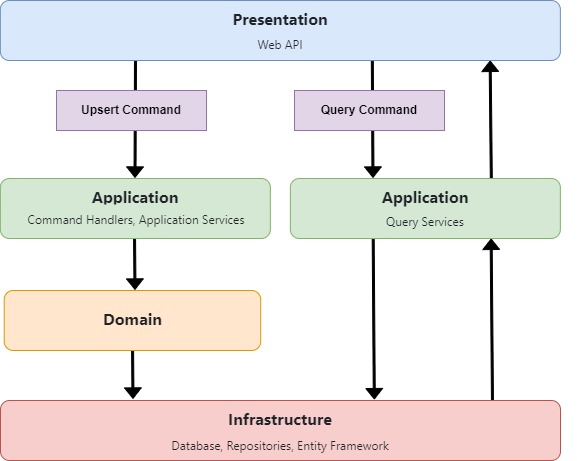 Presentation
Web API
Upsert Command
Query Command
Application
Command Handlers, Application Services
Application
Query Services
Domain
Infrastructure
Database, Repositories, Entity Framework